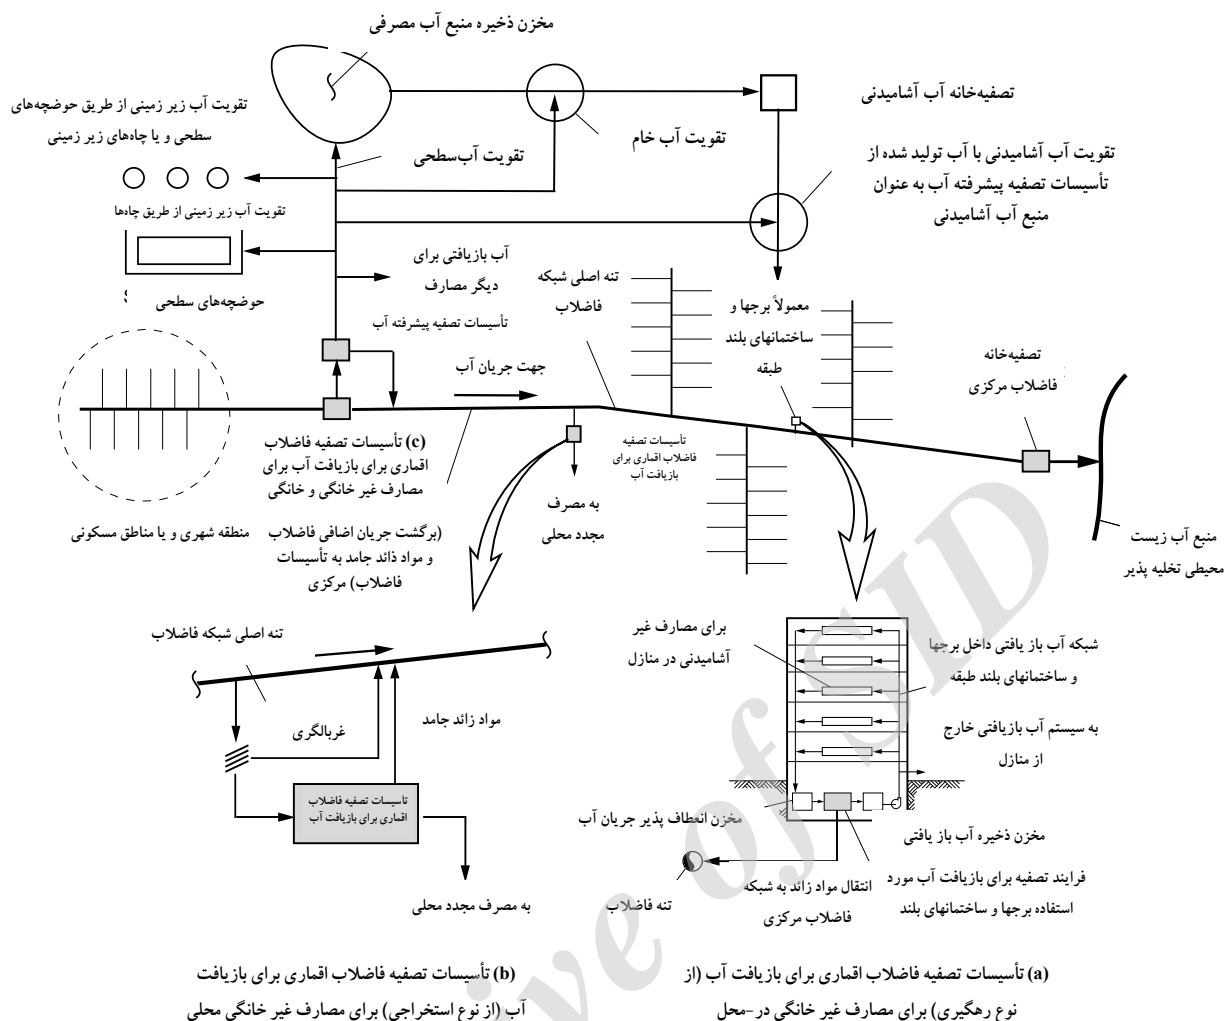 مخزن ذخیره منبع آب مصرفی
تصفیه‌خانه آب آشامیدنی
تقویت آب زیر زمینی از طریق حوضچه‌های
سطحی و یا چاه‌های زیر زمینی
تقویت آب‌سطحی
تقویت آب خام
تقویت آب آشامیدنی با آب تولید شده از
تأسیسات تصفیه پیشرفته آب به عنوان
منبع آب آشامیدنی
تقویت آب زیر زمینی از طریق چاه‌ها
حوضچه‌های سطحی
آب بازیافتی برای
دیگر مصارف
تنه اصلی شبکه
فاضلاب
معمولاً برجها و
ساختمانهای بلند
طبقه
تأسیسات تصفیه پیشرفته آب
جهت جریان آب
تصفیه‌خانه
فاضلاب مرکزی
(c) تأسیسات تصفیه فاضلاب
اقماری برای بازیافت آب برای
مصارف غیر خانگی و خانگی
تأسیسات تصفیه
فاضلاب اقماری برای
بازیافت آب
به مصرف
مجدد محلی
منطقه شهری و یا مناطق مسکونی
(برگشت جریان اضافی فاضلاب
و مواد ذائد جامد به تأسیسات
فاضلاب) مرکزی
منبع آب زیست
محیطی تخلیه پذیر
تنه اصلی شبکه فاضلاب
غربالگری
مواد زائد جامد
تاسیسات تصفیه فاضلاب
اقماری برای بازیافت آب
به مصرف مجدد محلی
برای مصارف غیر
آشامیدنی در منازل
شبکه آب باز یافتی داخل برجها
و ساختمانهای بلند طبقه
به سیستم آب بازیافتی خارج
از منازل
مخزن انعطاف پذیر جریان آب
مخزن ذخیره آب باز یافتی
تنه فاضلاب
انتقال مواد زائد به شبکه
فاضلاب مرکزی
فرایند تصفیه برای بازیافت آب مورد
استفاده برجها و ساختمانهای بلند
(a) تأسیسات تصفیه فاضلاب اقماری برای بازیافت آب (از
نوع رهگیری) برای مصارف غیر خانگی در-محل
(b) تأسیسات تصفیه فاضلاب اقماری برای بازیافت
آب (از نوع استخراجی) برای مصارف غیر خانگی محلی
ive of SID